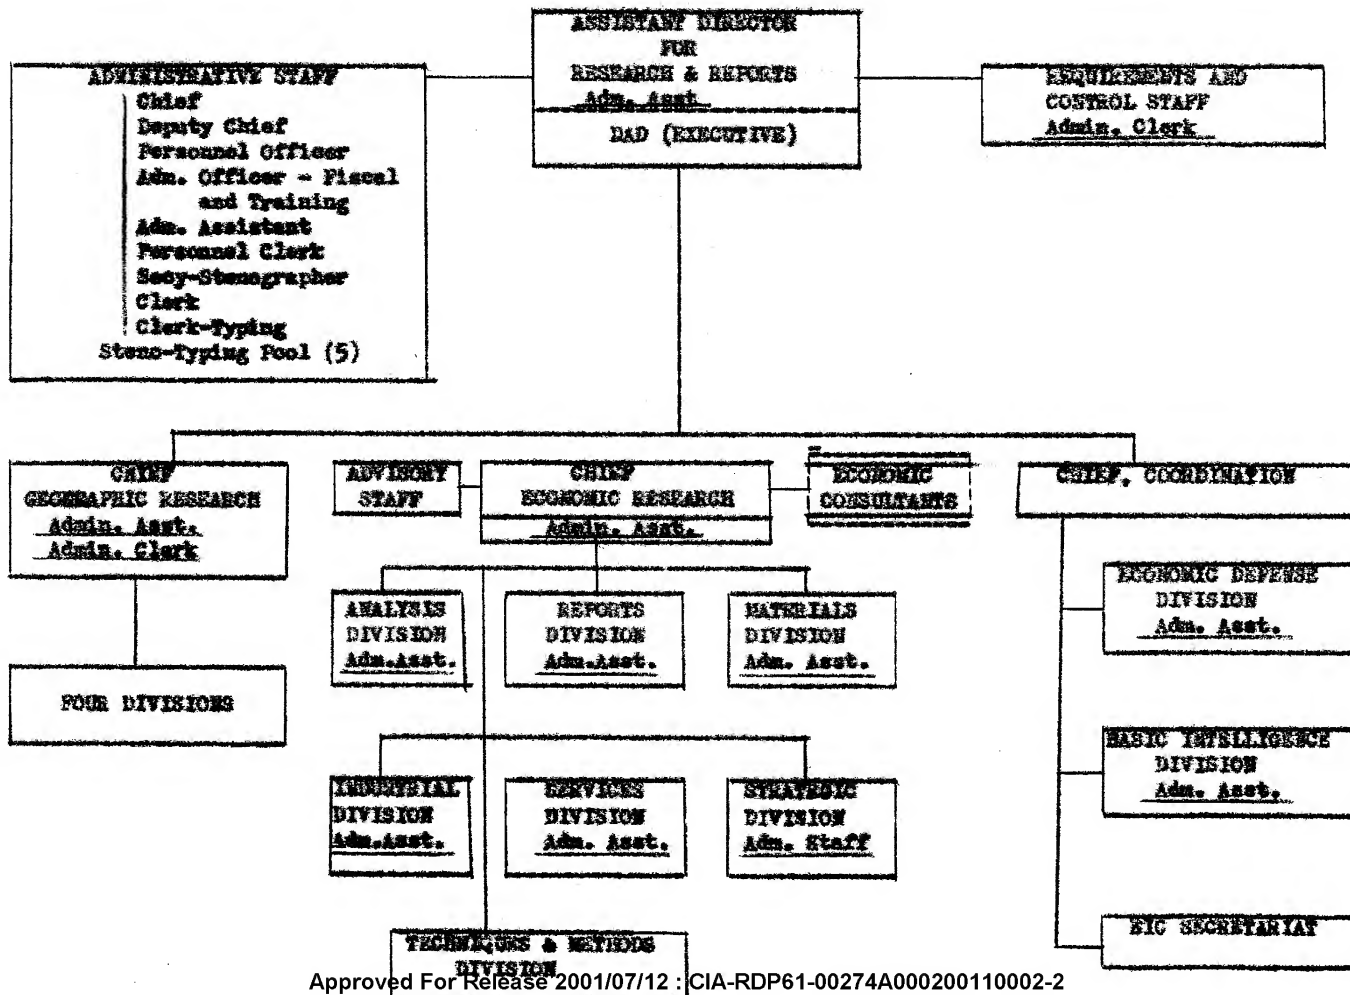 ASSISTANT DIRECTOR
FOR
RESEARCH & REPORTS
Adm. Asst
DAD (EXECUTIVE)
ADMINISTRATIVE STAFF
Chief
Deputy Chief
Personnel Officer
Adm. Officer - Fiscal
and Training
Adm. Assistant
Personnel Clerk
Secy-Stenographer
Clerk
Clerk-Typing
Steno-Typing Pool (5)
REQUIREMENTS AND
CONTROL STAFF
Admin. Clerk
CHIEF
GEOGRAPHIC RESEARCH
Admin. Asst.
Admin. Clerk
FOUR DIVISIONS
ADVISORY
STAFF
CHIEF
ECONOMIC RESEARCH
Admin. Asst.
ECONOMIC
CONSULTANTS
CHIEF, COORDINATION
ANALYSIS
DIVISION
Adm.Asst.
REPORTS
DIVISION
Adm.Asst.
MATERIALS
DIVISION
Adm. Asst.
INDUSTRIAL
DIVISION
Adm.Asst.
SERVICES
DIVISION
Adm. Asst.
STRATEGIC
DIVISION
Adm. Staff
TECHNIQUES & METHODS
DIVISION
ECONOMIC DEFENSE
DIVISION
Adm. Asst.
BASIC INTELLIGENCE
DIVISION
Adm. Asst.
EIC SECRETARIAT
Approved For Release 2001/07/12 : CIA-RDP61-00274A000200110002-2